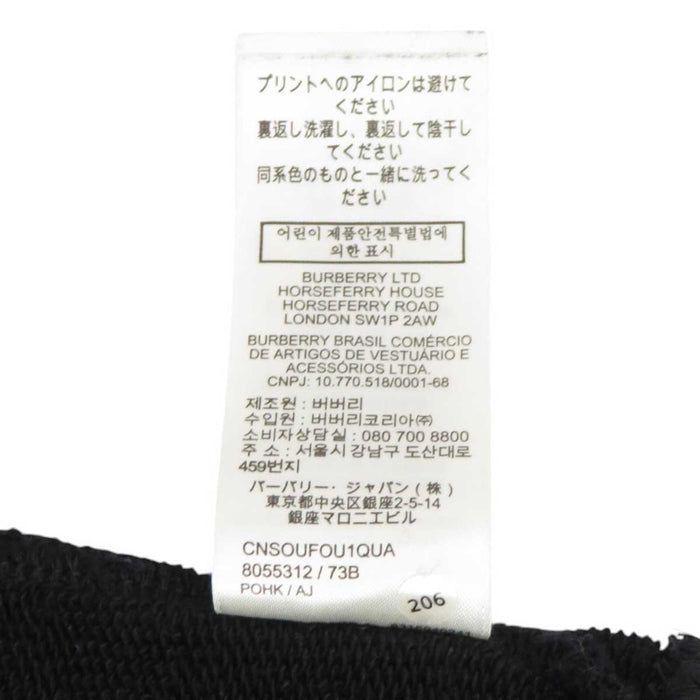 プリントへのアイロンは避けて
ください
裏返し洗濯し、裏返して陰干し
てください
同系色のものと一緒に洗ってく
ださい
어린이 제품안전특별법에
의한 표시
BURBERRY LTD
HORSEFERRY HOUSE
HORSEFERRY ROAD
LONDON SW1P 2AW
BURBERRY BRASIL COMÉRCIO
DE ARTIGOS DE VESTUÁRIO E
ACESSÓRIOS LTDA.
CNPJ: 10.770.518/0001-68
제조원 : 버버리
수입원 : 버버리코리아㈜
소비자상담실 : 080 700 8800
주 소 : 서울시 강남구 도산대로
459번지
バーバリー・ジャパン(株)
東京都中央区銀座2-5-14
銀座マロニエビル
CNSOUFOU1QUA
8055312 / 73B
POHK / AJ
206